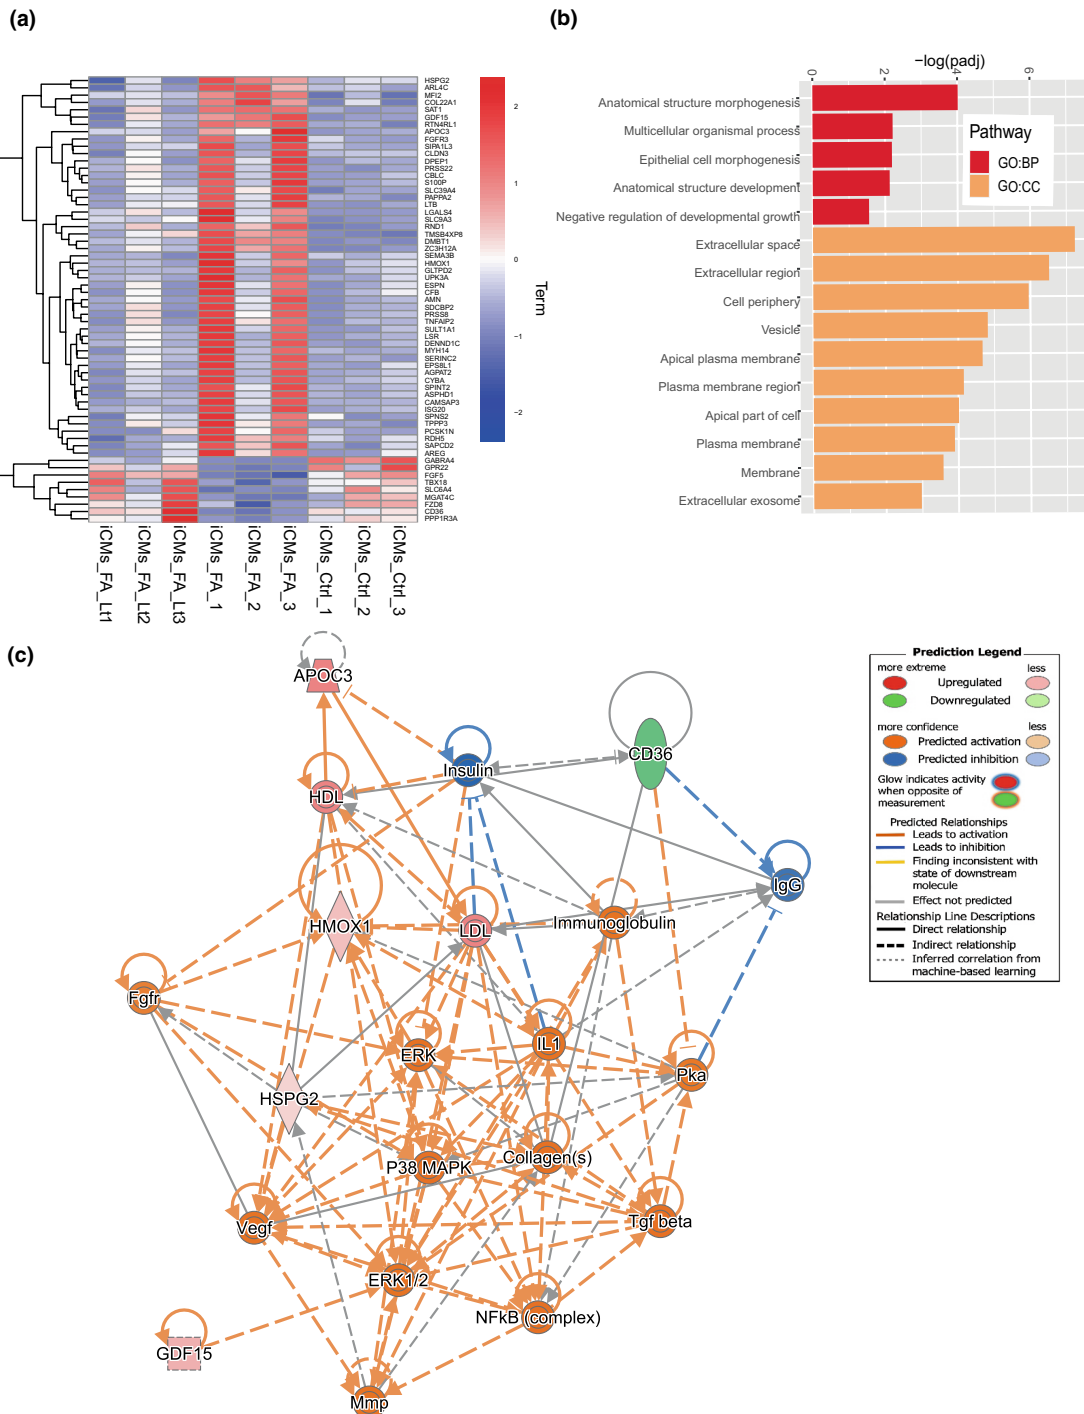 (a)
HSPG2
ARL4C
MFI2
COL22A1
SAT1
GDF15
RTN4RL1
APOC3
FGFR3
SIPA1L3
CLDN3
DPEP1
PRSS22
CBLC
S100P
SLC39A4
PAPPA2
LTB
LGALS4
SLC9A3
RND1
TMSB4XP8
DMBT1
ZC3H12A
SEMA3B
HMOX1
GLTPD2
UPK3A
ESPN
CFB
AMN
SDCBP2
PRSS8
TNFAIP2
SULT1A1
LSR
DENND1C
MYH14
SERINC2
EPS8L1
AGPAT2
CYBA
SPINT2
ASPHD1
CAMSAP3
ISG20
SPNS2
TPPP3
PCSK1N
RDH5
SAPCD2
AREG
GABRA4
GPR22
FGF5
TBX18
SLC6A4
MGAT4C
FZD8
CD36
PPP1R3A
2
1
0
−1
−2
iCMs_FA_Lt1
iCMs_FA_Lt2
iCMs_FA_Lt3
iCMs_FA_1
iCMs_FA_2
iCMs_FA_3
iCMs_Ctrl_1
iCMs_Ctrl_2
iCMs_Ctrl_3
(b)
−log(padj)
0
2
4
6
Term
Anatomical structure morphogenesis
Multicellular organismal process
Epithelial cell morphogenesis
Anatomical structure development
Negative regulation of developmental growth
Extracellular space
Extracellular region
Cell periphery
Vesicle
Apical plasma membrane
Plasma membrane region
Apical part of cell
Plasma membrane
Membrane
Extracellular exosome
Pathway
GO:BP
GO:CC
(c)
APOC3
Insulin
CD36
HDL
IgG
HMOX1
LDL
Immunoglobulin
Fgfr
ERK
IL1
Pka
HSPG2
P38 MAPK
Collagen(s)
Vegf
Tgf beta
ERK1/2
NFkB (complex)
GDF15
Mmp
Prediction Legend
more extreme less
Upregulated
Downregulated
more confidence less
Predicted activation
Predicted inhibition
Glow indicates activity
when opposite of
measurement
Predicted Relationships
Leads to activation
Leads to inhibition
Finding inconsistent with
state of downstream
molecule
Effect not predicted
Relationship Line Descriptions
Direct relationship
Indirect relationship
Inferred correlation from
machine-based learning